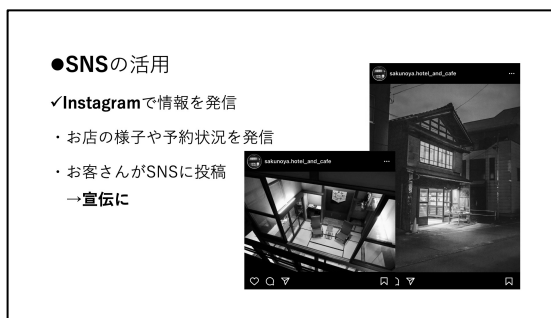 ●SNSの活用
✓Instagramで情報を発信
・お店の様子や予約状況を発信
・お客さんがSNSに投稿
→宣伝に
sakunoya.hotel_and_cafe
sakunoya.hotel_and_cafe